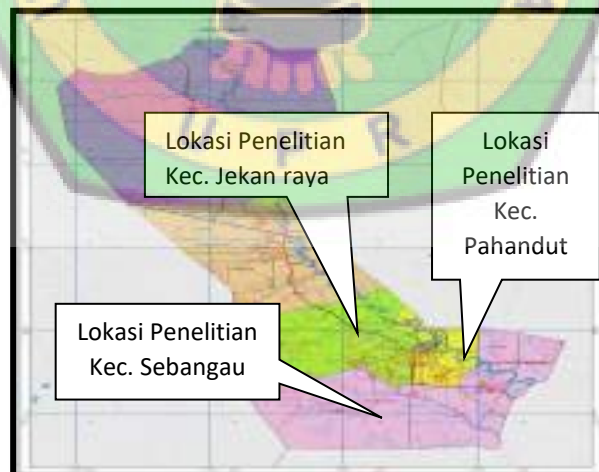 U P R
Lokasi Penelitian
Kec. Jekan raya
Lokasi
Penelitian
Kec.
Pahandut
Lokasi Penelitian
Kec. Sebangau